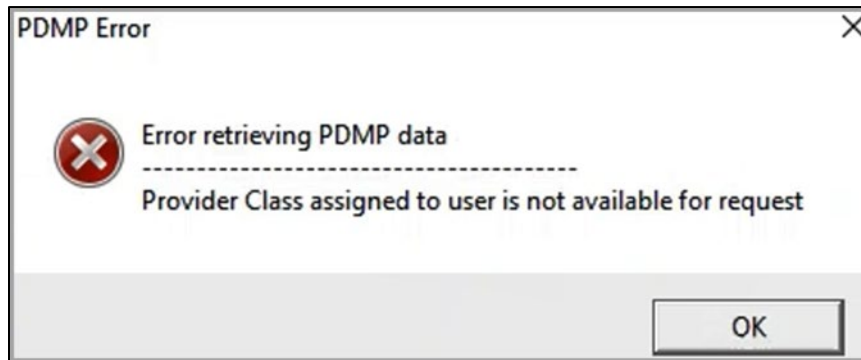 PDMP Error
Error retrieving PDMP data
----------------------------------------
Provider Class assigned to user is not available for request
OK